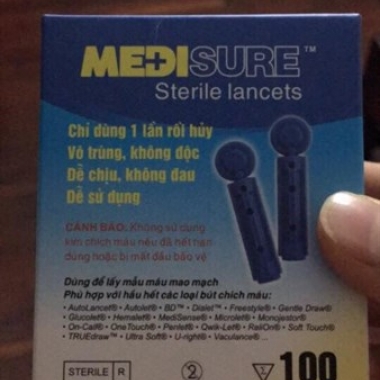 MEDISURE™
Sterile lancets
Chỉ dùng 1 lần rồi hủy
Vô trùng, không độc
Dễ chịu, không đau
Dễ sử dụng
CẢNH BÁO: Không sử dụng
kim chích máu nếu đã hết hạn
dùng hoặc bị mất đầu bảo vệ
Dùng để lấy mẫu máu mao mạch
Phù hợp với hầu hết các loại bút chích máu:
• AutoLancet® • Autolet® • BD™ • Dialet™ • Freestyle® • Gentle Draw®
• Glucolet® • Hemalet® • MediSense® • Microlet® • Monojector®
• On-Call® • OneTouch® • Penlet® • Qwik-Let® • ReliOn® • Soft Touch®
• TRUEdraw™ • Ultra Soft® • U-right® • Vaculance® ...
STERILE R
2
100